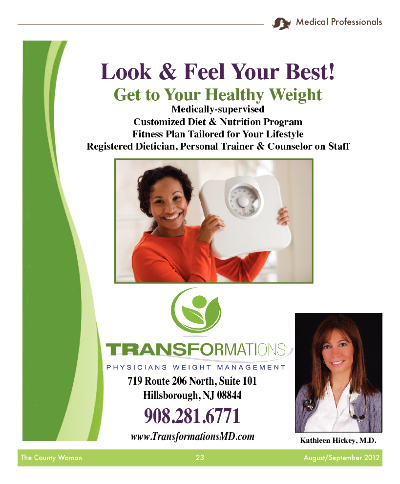 Medical Professionals
Look & Feel Your Best!
Get to Your Healthy Weight
Medically-supervised
Customized Diet & Nutrition Program
Fitness Plan Tailored for Your Lifestyle
Registered Dietician, Personal Trainer & Counselor on Staff
TRANSFORMATIONS
PHYSICIANS WEIGHT MANAGEMENT
719 Route 206 North, Suite 101
Hillsborough, NJ 08844
908.281.6771
www.TransformationsMD.com
Kathleen Hickey, M.D.
The County Woman 23 August/September 2012